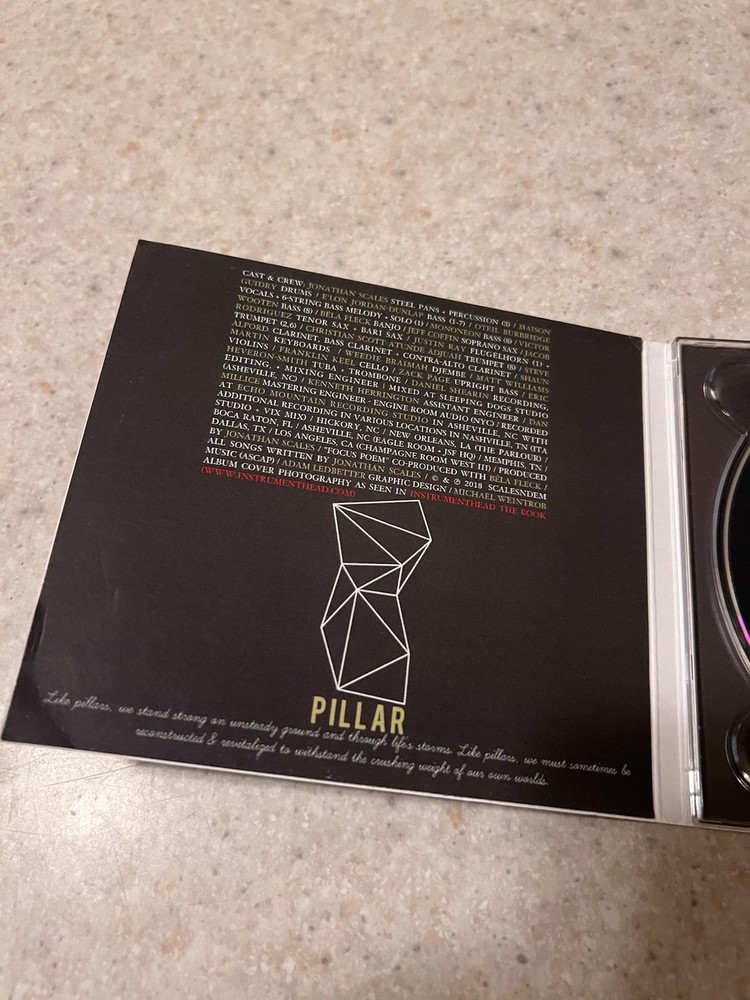 CAST & CREW: JONATHAN SCALES STEEL PANS • PERCUSSION (3) / MAISON
GUIDRY DRUMS / E'LON JORDAN-DUNLAP BASS (1-7) / OTEIL BURBRIDGE
VOCALS • 6-STRING BASS MELODY • SOLO (1) / MONONEON BASS (8) / VICTOR
WOOTEN BASS (8) / BÉLA FLECK BANJO / JEFF COFFIN SOPRANO SAX / JACOB
RODRIGUEZ TENOR SAX • BARI SAX / JUSTIN RAY FLUGELHORN (1) •
TRUMPET (2,6) / CHRISTIAN SCOTT ATUNDE ADJUAH TRUMPET (8) / STEVE
ALFORD CLARINET, BASS CLARINET • CONTRA-ALTO CLARINET / SHAUN
MARTIN KEYBOARDS / WEEDIE BRAIMAH DJEMBE / MATT WILLIAMS
VIOLINS / FRANKLIN KEEL CELLO / ZACK PAGE UPRIGHT BASS / ERIC
HEVERON-SMITH TUBA • TROMBONE / DANIEL SHEARIN RECORDING,
EDITING, • MIXING ENGINEER | MIXED AT SLEEPING DOGS STUDIO
(ASHEVILLE, NC) / KENNETH HERRINGTON ASSISTANT ENGINEER / DAN
MILLICE MASTERING ENGINEER - ENGINE ROOM AUDIO (NYC) / RECORDED
AT ECHO MOUNTAIN RECORDING STUDIO IN ASHEVILLE, NC WITH
ADDITIONAL RECORDING IN VARIOUS LOCATIONS IN NASHVILLE, TN (ITA
STUDIO • VIX MIX) / HICKORY, NC / NEW ORLEANS, LA (THE PARLOUR) /
BOCA RATON, FL / ASHEVILLE, NC (EAGLE ROOM • JSF HQ) / MEMPHIS, TN /
DALLAS, TX / LOS ANGELES, CA (CHAMPAGNE ROOM WEST III) / PRODUCED
BY JONATHAN SCALES / "FOCUS POEM" CO-PRODUCED WITH BÉLA FLECK /
ALL SONGS WRITTEN BY JONATHAN SCALES / © & ℗ 2018 SCALESNDEM
MUSIC (ASCAP) / ADAM LEDBETTER GRAPHIC DESIGN / MICHAEL WEINTROB
ALBUM COVER PHOTOGRAPHY AS SEEN IN INSTRUMENTHEAD THE BOOK
(WWW.INSTRUMENTHEAD.COM)
PILLAR
Like pillars, we stand strong on unsteady ground and through life's storms. Like pillars, we must sometimes be
reconstructed & revitalized to withstand the crushing weight of our own worlds.